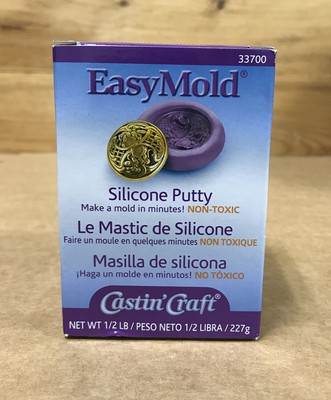 33700
EasyMold®
Silicone Putty
Make a mold in minutes! NON-TOXIC
Le Mastic de Silicone
Faire un moule en quelques minutes NON TOXIQUE
Masilla de silicona
¡Haga un molde en minutos! NO TÓXICO
Castin'Craft®
NET WT 1/2 LB / PESO NETO 1/2 LIBRA / 227g